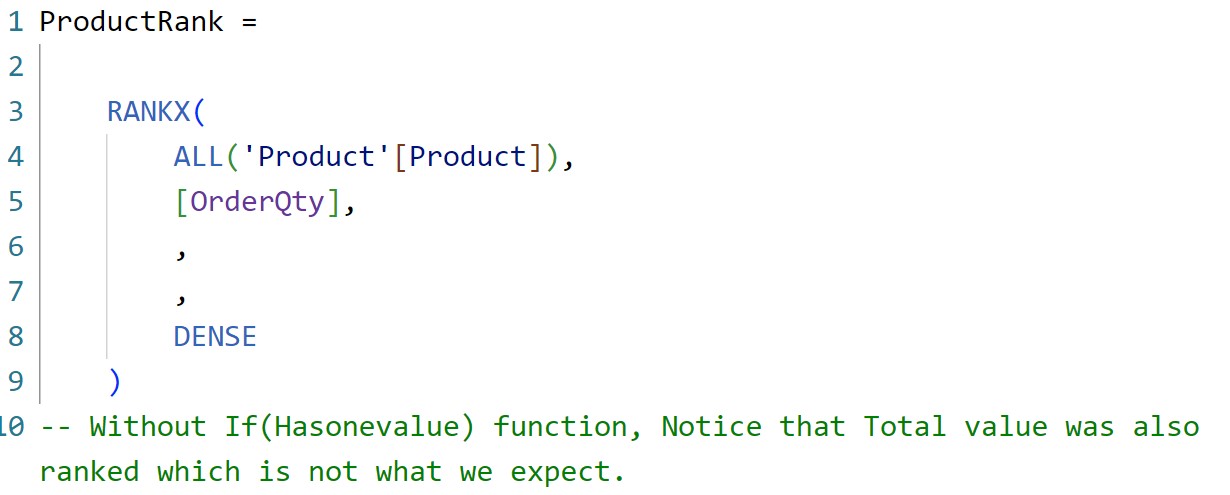 1 ProductRank =
2
3 RANKX(
4 ALL('Product'[Product]),
5 [OrderQty],
6 ,
7 ,
8 DENSE
9 )
10 -- Without If(Hasonevalue) function, Notice that Total value was also
ranked which is not what we expect.